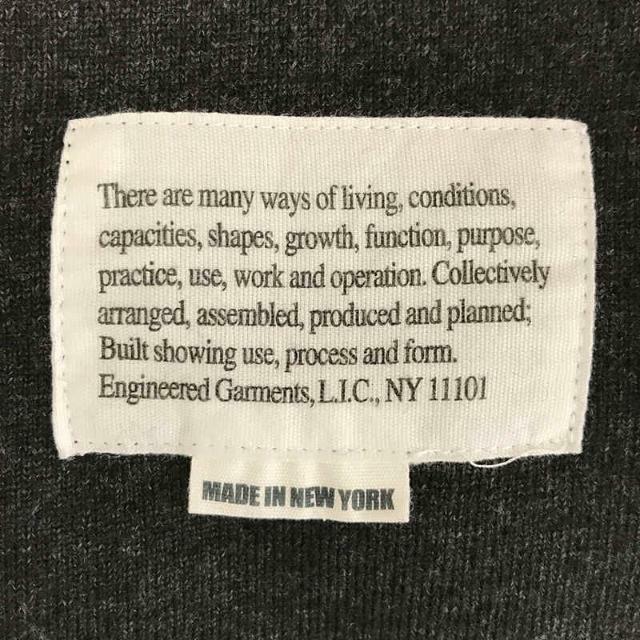 There are many ways of living, conditions,
capacities, shapes, growth, function, purpose,
practice, use, work and operation. Collectively
arranged, assembled, produced and planned;
Built showing use, process and form.
Engineered Garments, L.I.C., NY 11101
MADE IN NEW YORK